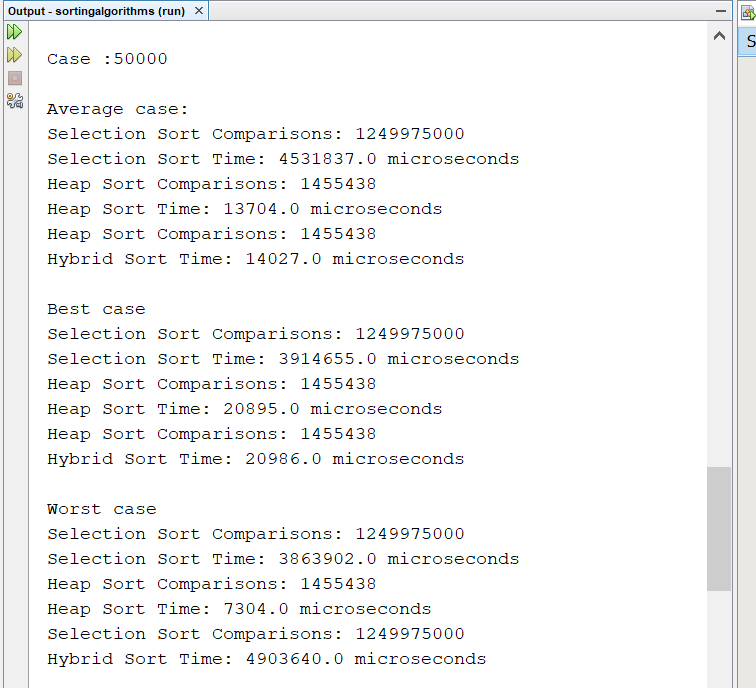 Output - sortingalgorithms (run) ×
S
Case :50000
Average case:
Selection Sort Comparisons: 1249975000
Selection Sort Time: 4531837.0 microseconds
Heap Sort Comparisons: 1455438
Heap Sort Time: 13704.0 microseconds
Heap Sort Comparisons: 1455438
Hybrid Sort Time: 14027.0 microseconds
Best case
Selection Sort Comparisons: 1249975000
Selection Sort Time: 3914655.0 microseconds
Heap Sort Comparisons: 1455438
Heap Sort Time: 20895.0 microseconds
Heap Sort Comparisons: 1455438
Hybrid Sort Time: 20986.0 microseconds
Worst case
Selection Sort Comparisons: 1249975000
Selection Sort Time: 3863902.0 microseconds
Heap Sort Comparisons: 1455438
Heap Sort Time: 7304.0 microseconds
Selection Sort Comparisons: 1249975000
Hybrid Sort Time: 4903640.0 microseconds